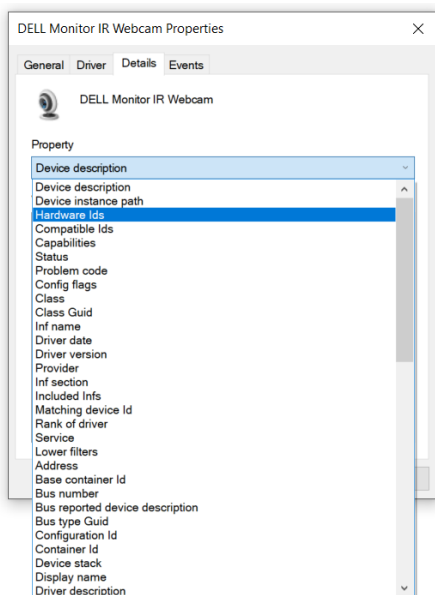 DELL Monitor IR Webcam Properties
General Driver Details Events
DELL Monitor IR Webcam
Property
Device description
Device description
Device instance path
Hardware Ids
Compatible Ids
Capabilities
Status
Problem code
Config flags
Class
Class Guid
Inf name
Driver date
Driver version
Provider
Inf section
Included Infs
Matching device Id
Rank of driver
Service
Lower filters
Address
Base container Id
Bus number
Bus reported device description
Bus type Guid
Configuration Id
Container Id
Device stack
Display name
Driver description